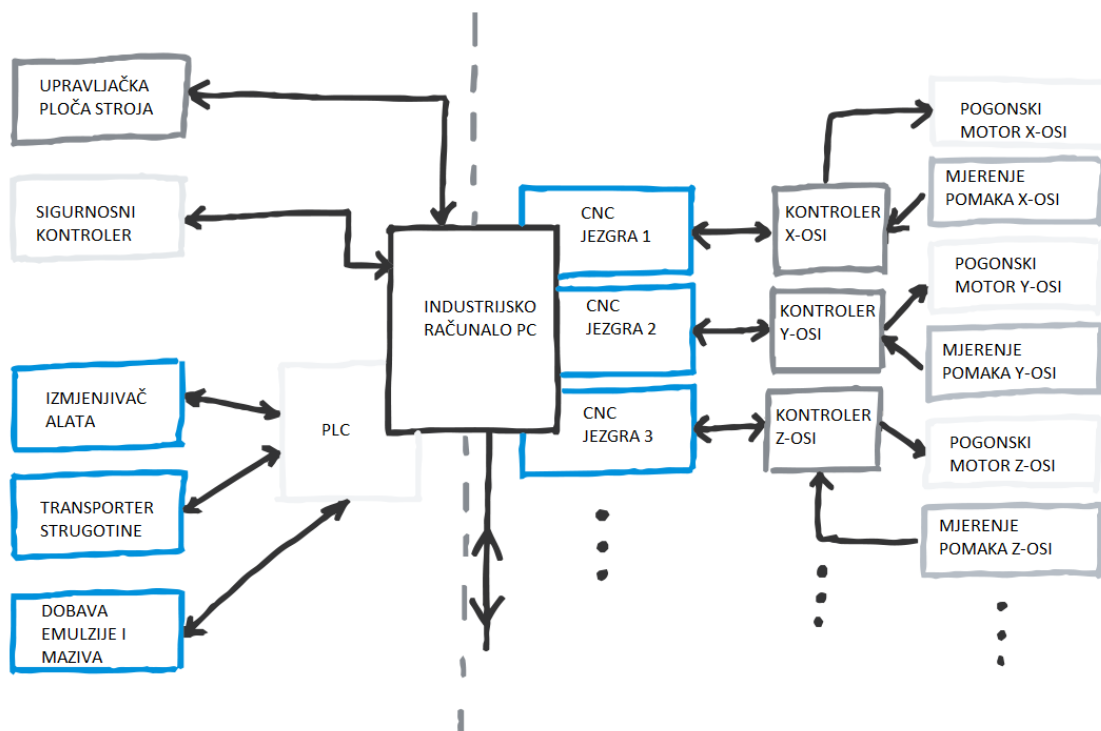 UPRAVLJAČKA
PLOČA STROJA
SIGURNOSNI
KONTROLER
IZMJENJIVAČ
ALATA
TRANSPORTER
STRUGOTINE
DOBAVA
EMULZIJE I
MAZIVA
PLC
INDUSTRIJSKO
RAČUNALO PC
CNC
JEZGRA 1
CNC
JEZGRA 2
CNC
JEZGRA 3
KONTROLER
X-OSI
KONTROLER
Y-OSI
KONTROLER
Z-OSI
POGONSKI
MOTOR X-OSI
MJERENJE
POMAKA X-OSI
POGONSKI
MOTOR Y-OSI
MJERENJE
POMAKA Y-OSI
POGONSKI
MOTOR Z-OSI
MJERENJE
POMAKA Z-OSI